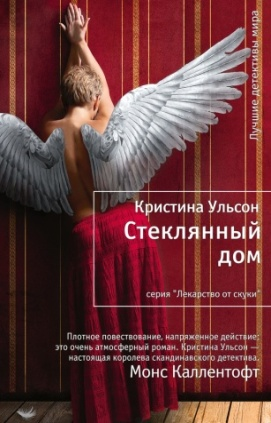 Лучшие детективы мира
Кристина Ульсон
Стеклянный
дом
серия "Лекарство от скуки"
Плотное повествование, напряженное действие:
это очень атмосферный роман. Кристина Ульсон —
настоящая королева скандинавского детектива.
Монс Каллентофт